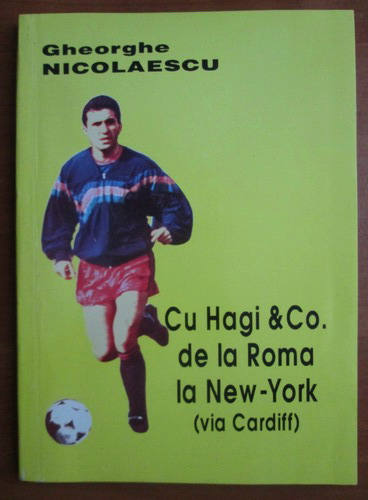 Gheorghe
NICOLAESCU
Cu Hagi & Co.
de la Roma
la New-York
(via Cardiff)